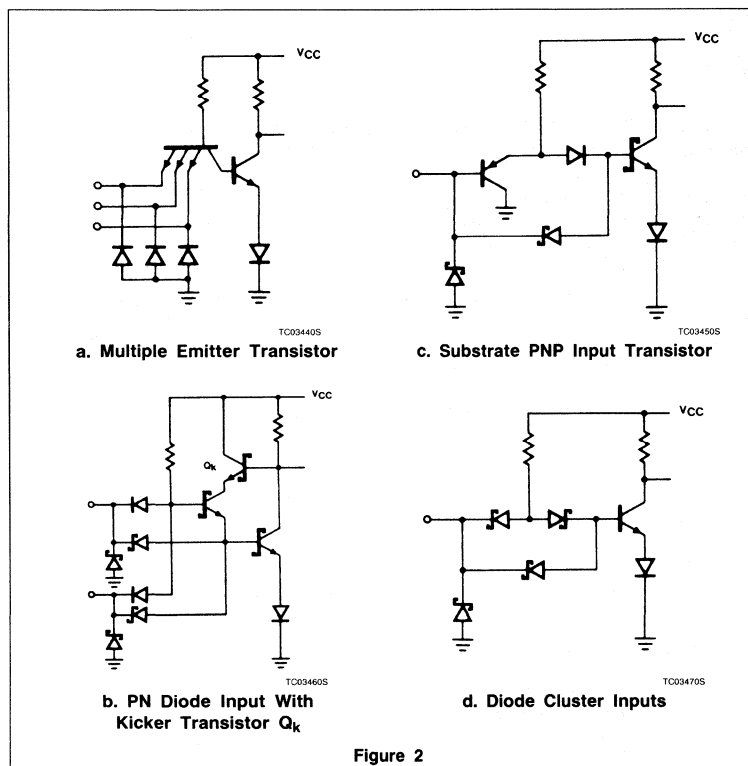 VCC
TC03440S
a. Multiple Emitter Transistor
VCC
TC03450S
c. Substrate PNP Input Transistor
VCC
Qk
TC03460S
b. PN Diode Input With
Kicker Transistor Qk
VCC
TC03470S
d. Diode Cluster Inputs
Figure 2